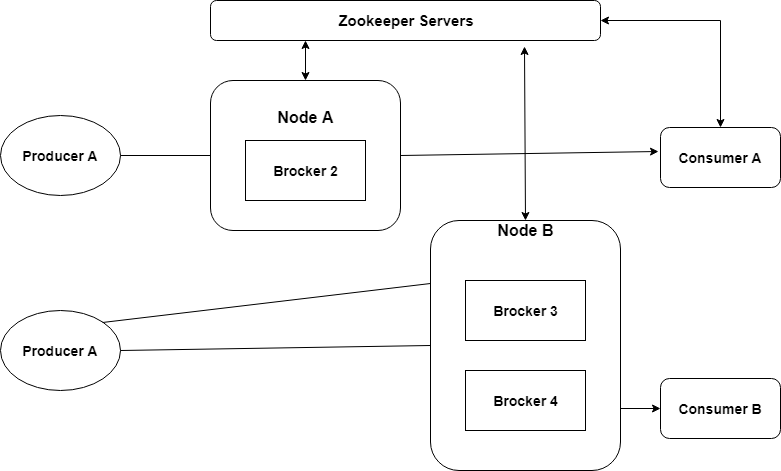 Zookeeper Servers
Node A
Producer A
Brocker 2
Consumer A
Node B
Brocker 3
Producer A
Brocker 4
Consumer B